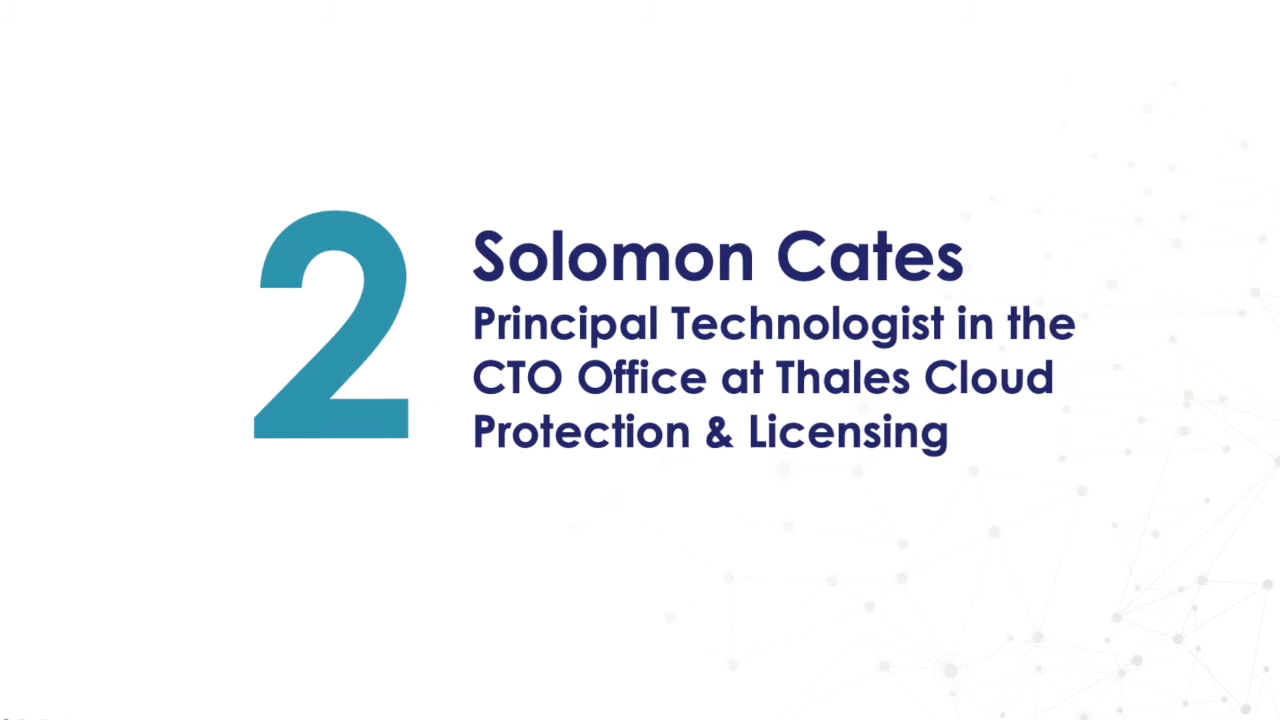 2
Solomon Cates
Principal Technologist in the
CTO Office at Thales Cloud
Protection & Licensing